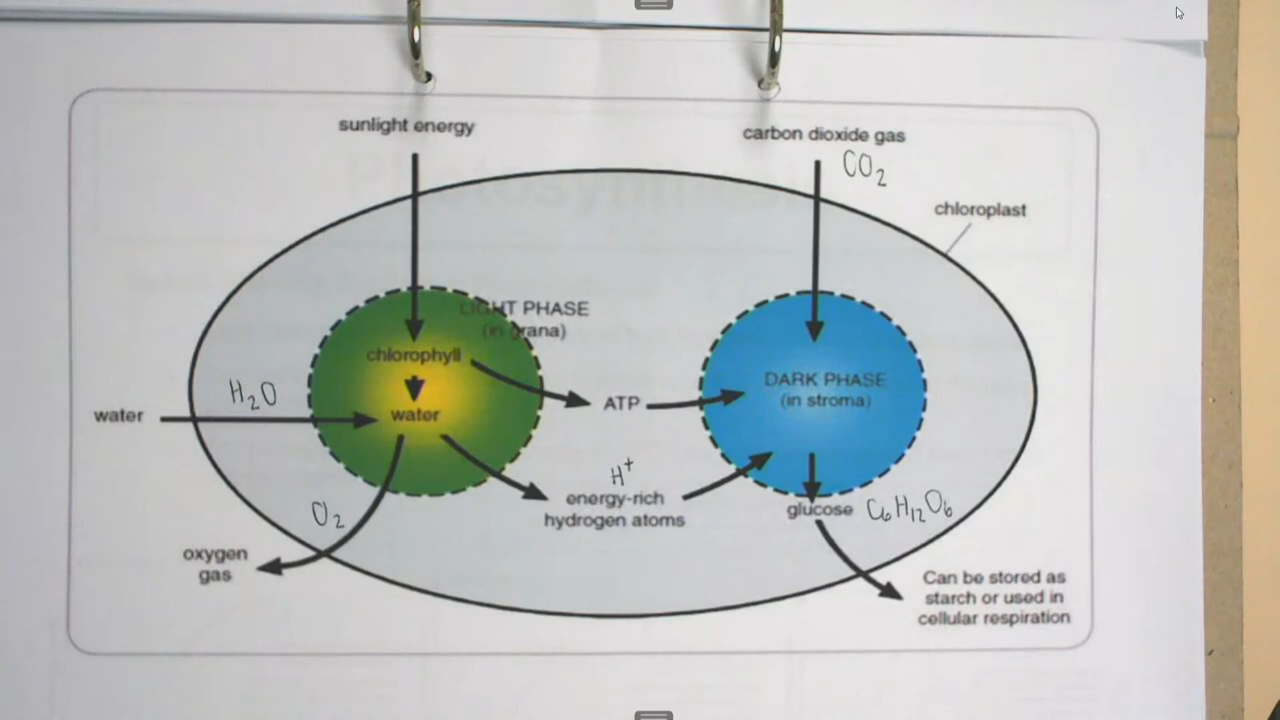 sunlight energy
carbon dioxide gas
CO₂
chloroplast
LIGHT PHASE
(in grana)
chlorophyll
DARK PHASE
(in stroma)
H₂O
water
water
ATP
H⁺
energy-rich
hydrogen atoms
glucose C₆H₁₂O₆
O₂
oxygen
gas
Can be stored as
starch or used in
cellular respiration